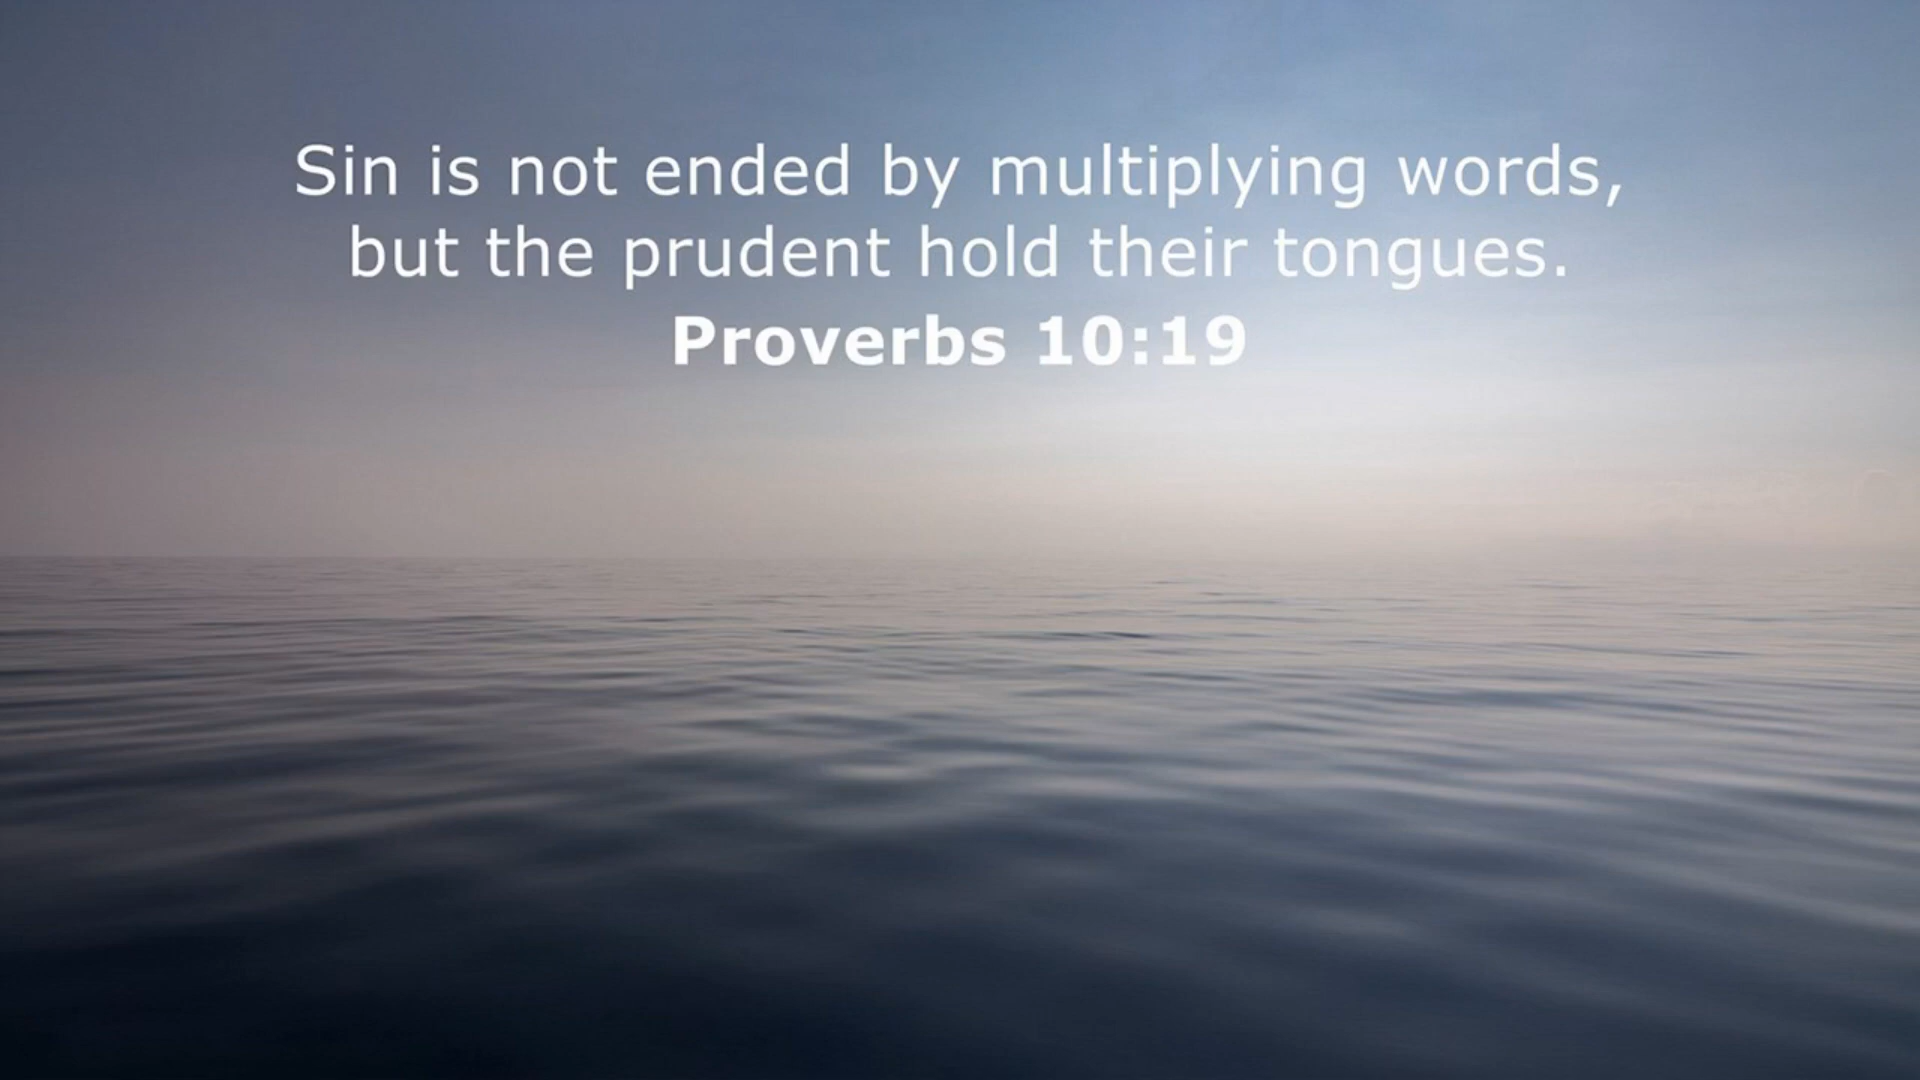 Sin is not ended by multiplying words,
but the prudent hold their tongues.
Proverbs 10:19